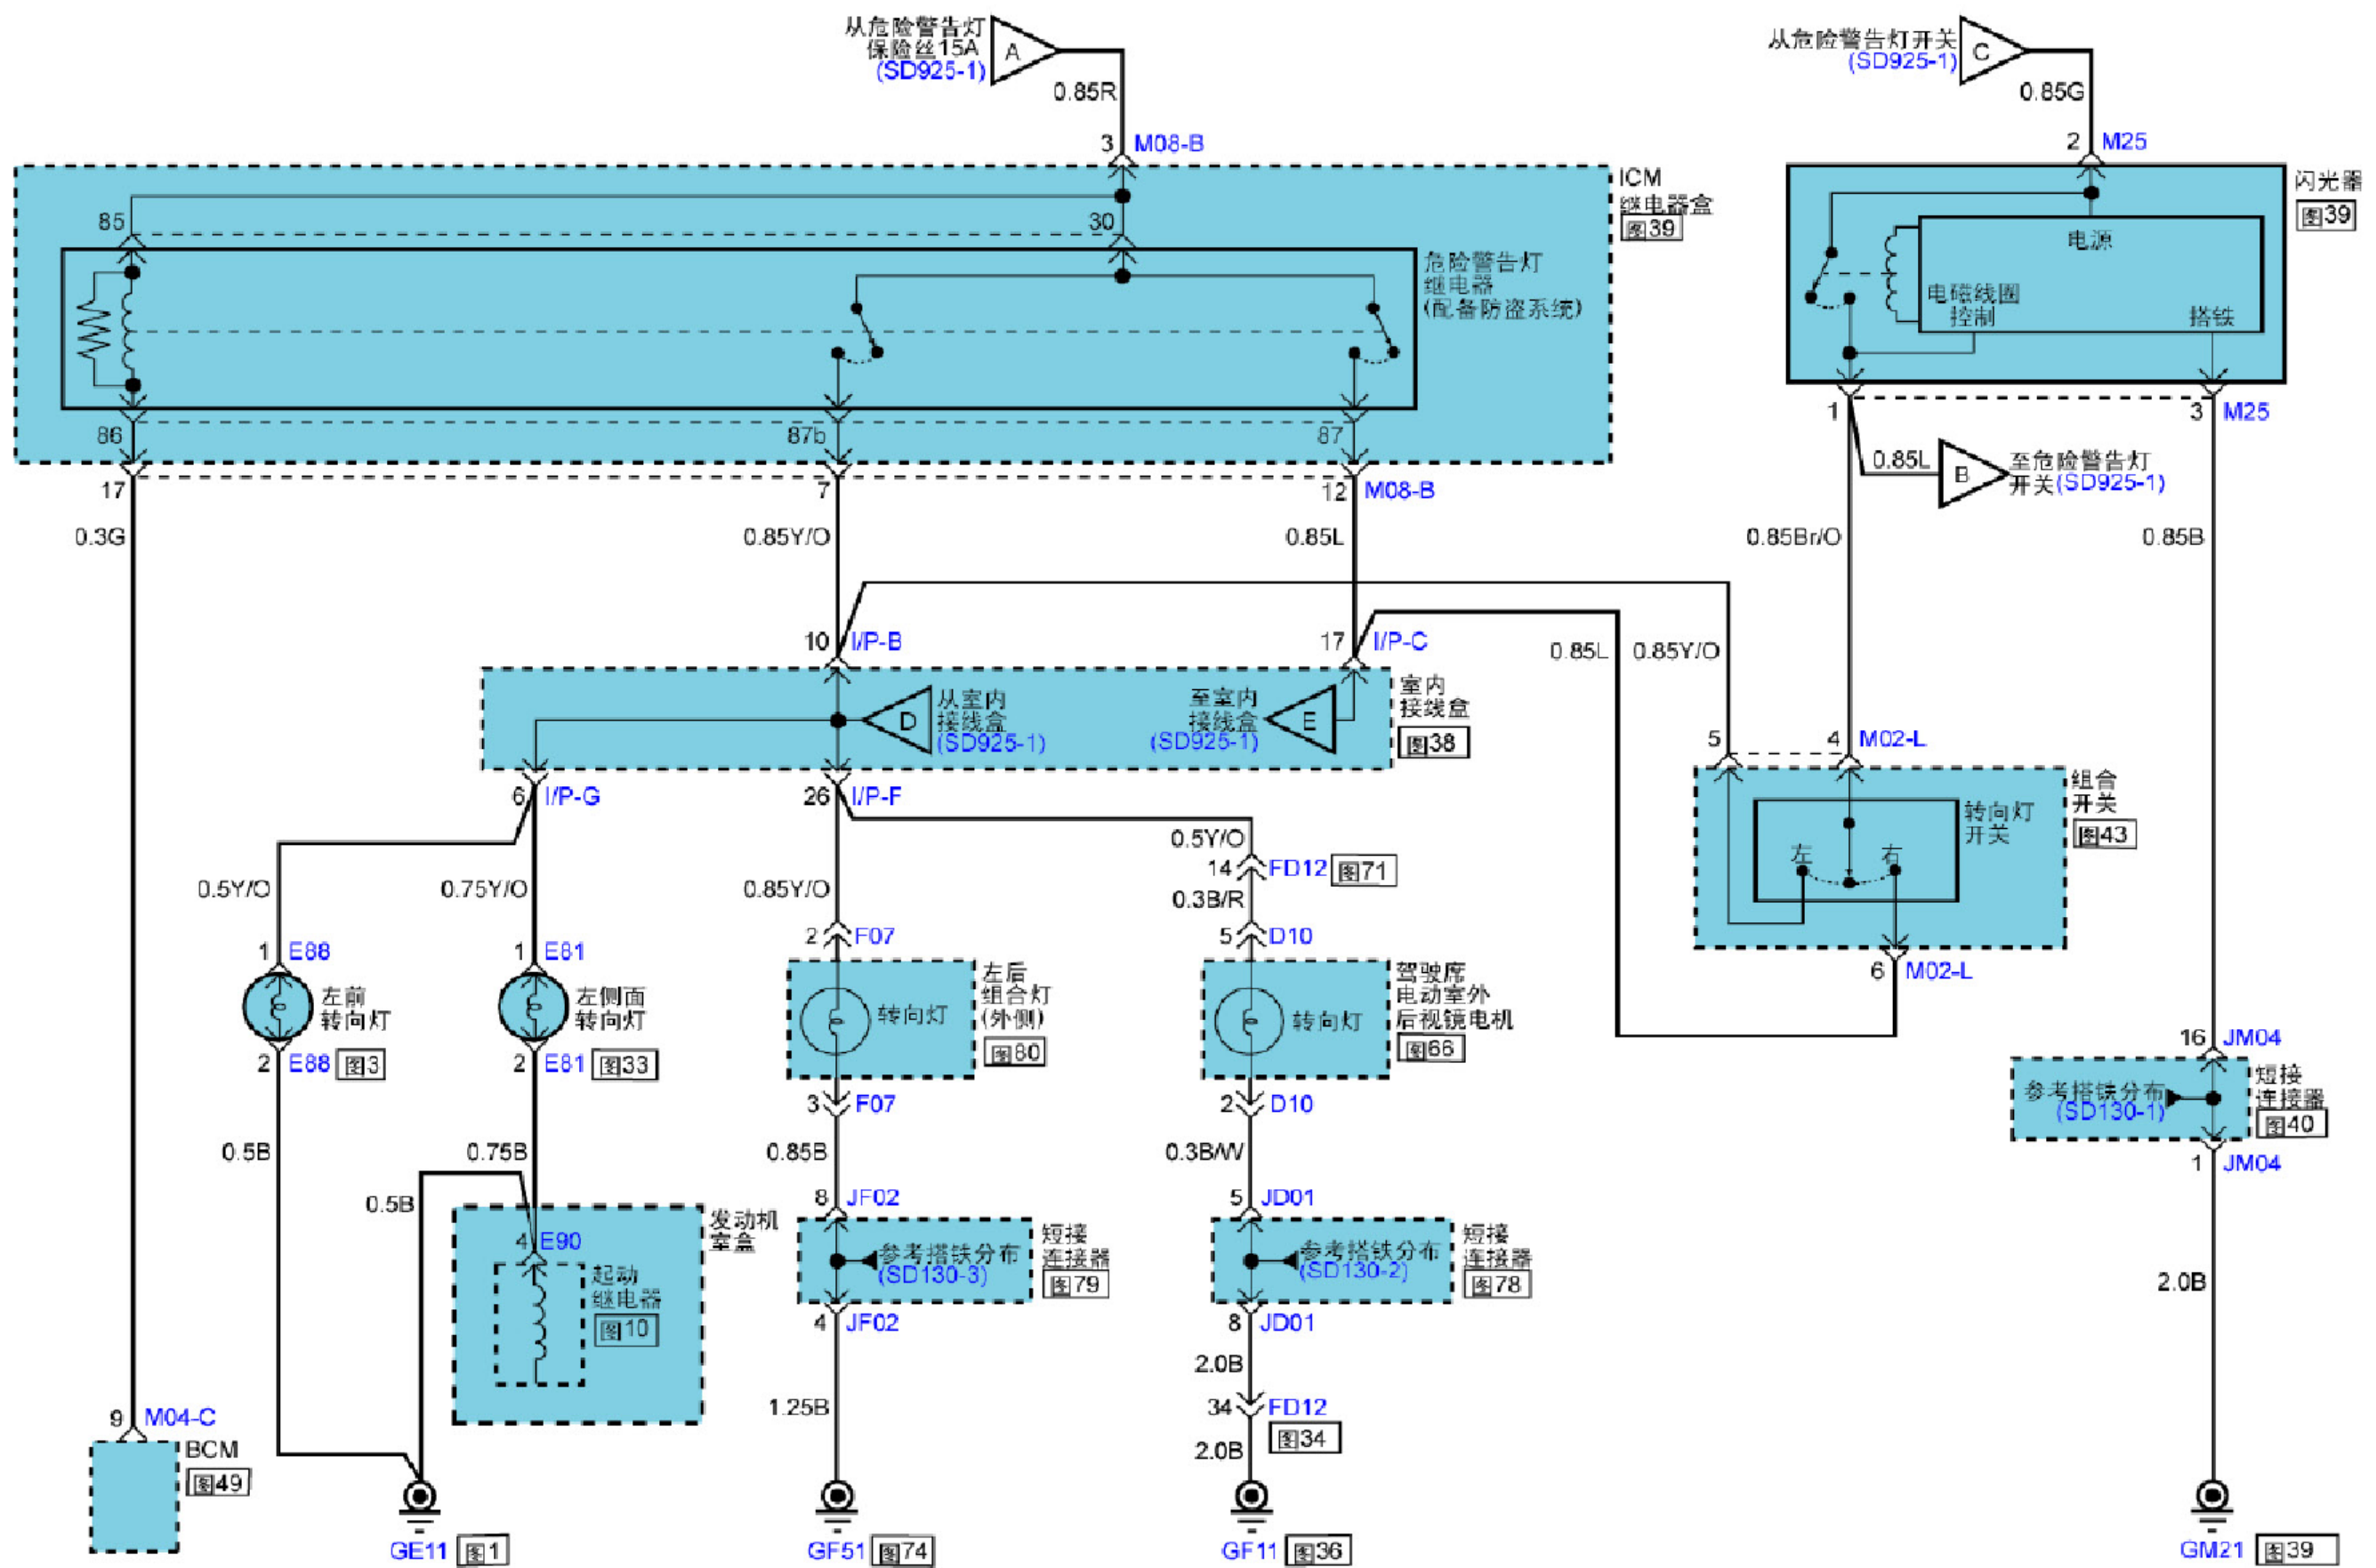 从危险警告灯
保险丝15A
(SD925-1)
A
0.85R
3 M08-B
从危险警告灯开关
(SD925-1)
C
0.85G
2 M25
ICM
继电器盒
图39
85
30
危险警告灯
继电器
(配备防盗系统)
86
87b
87
17
7
12 M08-B
闪光器
图39
电源
电磁线圈
控制
搭铁
1
3 M25
0.85L
B
至危险警告灯
开关(SD925-1)
0.3G
0.85Y/O
0.85L
0.85Br/O
0.85B
10 I/P-B
17 I/P-C
0.85L
0.85Y/O
D
从室内
接线盒
(SD925-1)
至室内
接线盒
(SD925-1)
E
室内
接线盒
图38
6 I/P-G
26 I/P-F
5
4 M02-L
组合
开关
图43
转向灯
开关
左
右
6 M02-L
0.5Y/O
14 FD12 图71
0.3B/R
0.5Y/O
0.75Y/O
0.85Y/O
1 E88
1 E81
2 F07
5 D10
左前
转向灯
左侧面
转向灯
转向灯
左后
组合灯
(外侧)
图80
转向灯
驾驶席
电动室外
后视镜电机
图66
2 E88 图3
2 E81 图33
3 F07
2 D10
0.5B
0.75B
0.85B
0.3B/W
0.5B
8 JF02
5 JD01
4 E90
发动机
室盒
起动
继电器
图10
参考搭铁分布
(SD130-3)
短接
连接器
图79
参考搭铁分布
(SD130-2)
短接
连接器
图78
4 JF02
8 JD01
1.25B
2.0B
34 FD12
图34
2.0B
16 JM04
参考搭铁分布
(SD130-1)
短接
连接器
图40
1 JM04
2.0B
9 M04-C
BCM
图49
GE11 图1
GF51 图74
GF11 图36
GM21 图39